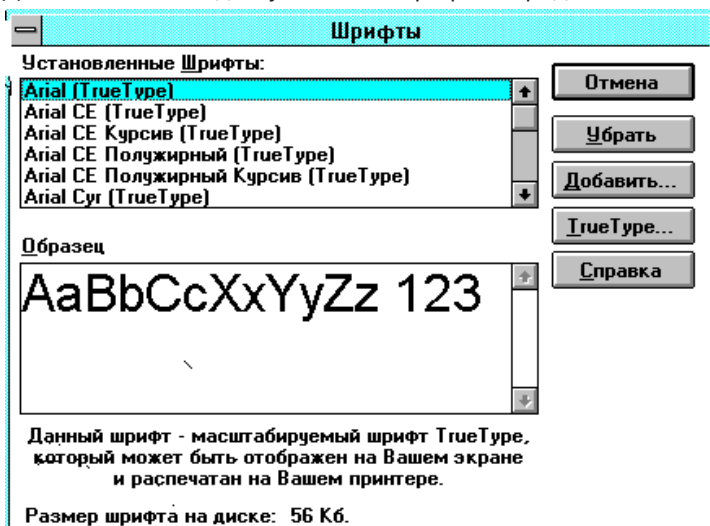 Шрифты
Установленные Шрифты:
Arial (TrueType)
Arial CE (TrueType)
Arial CE Курсив (TrueType)
Arial CE Полужирный (TrueType)
Arial CE Полужирный Курсив (TrueType)
Arial Cyr (TrueType)
Отмена
Убрать
Добавить...
TrueType...
Справка
Образец
AaBbCcXxYyZz 123
Данный шрифт - масштабируемый шрифт TrueType,
который может быть отображен на Вашем экране
и распечатан на Вашем принтере.
Размер шрифта на диске: 56 Кб.